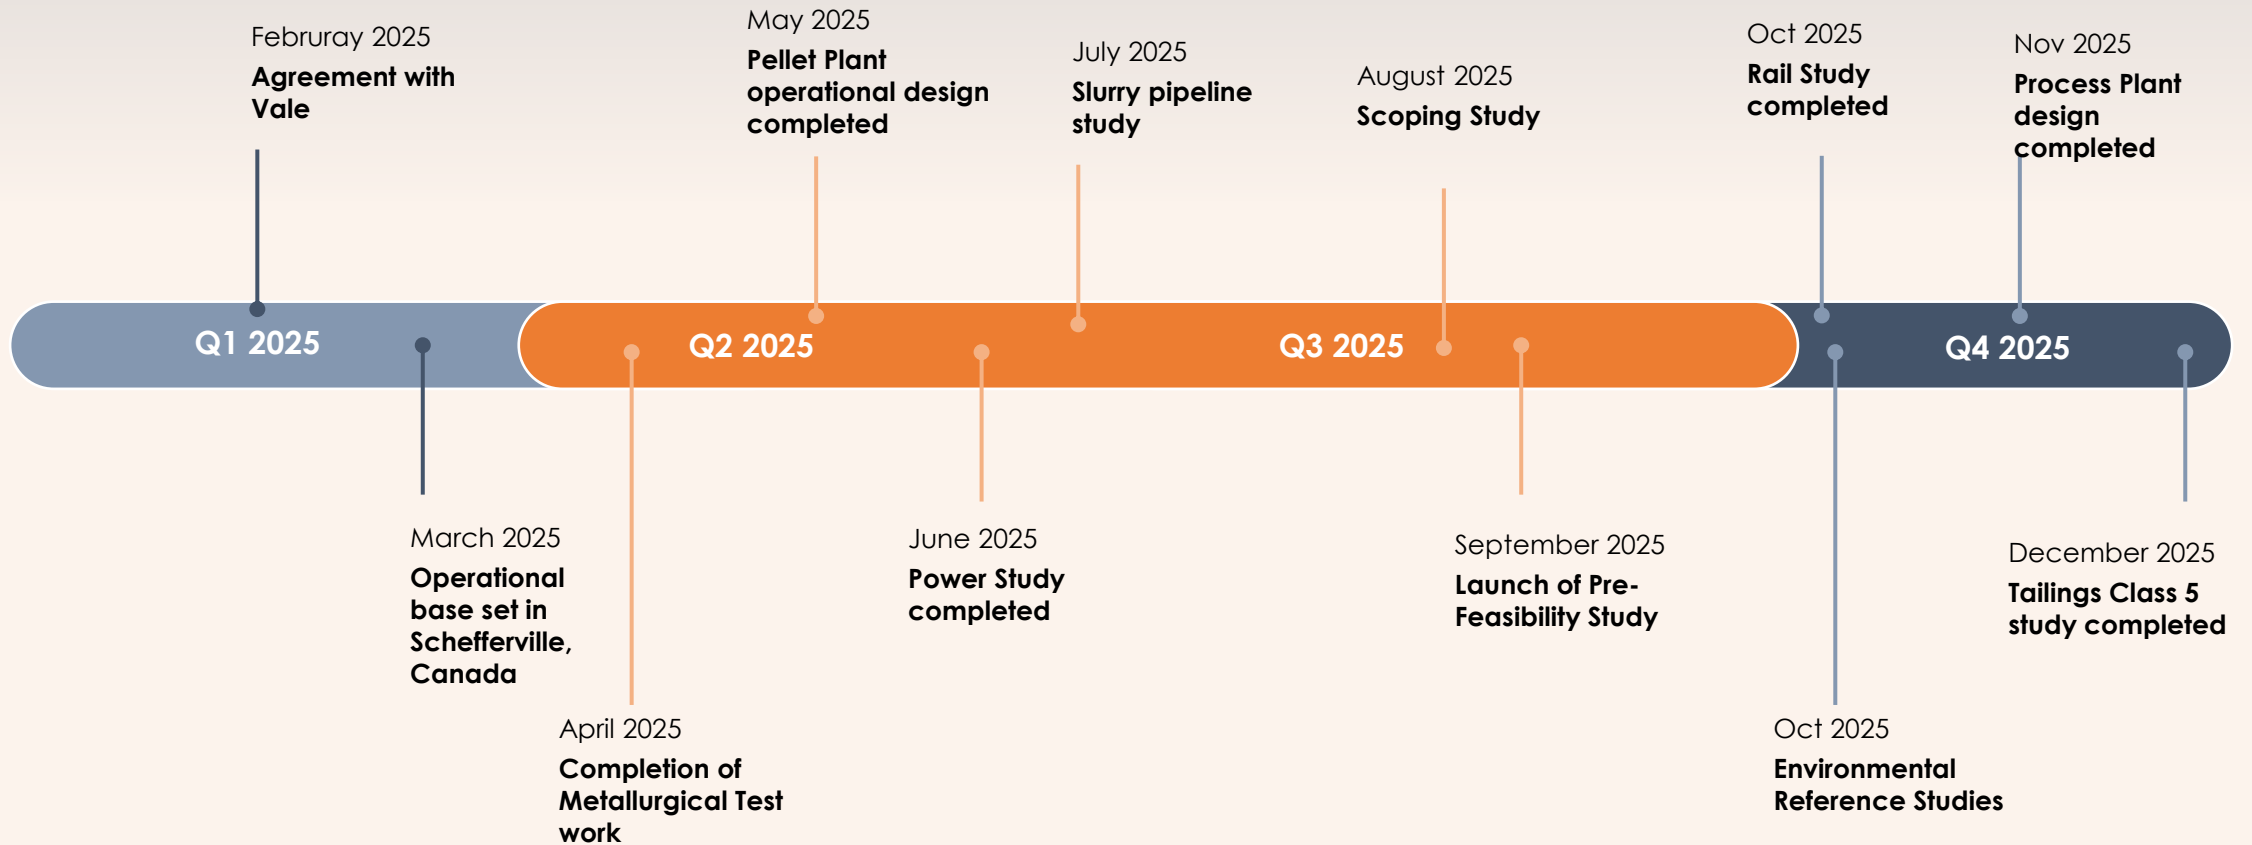 Februray 2025
Agreement with
Vale
May 2025
Pellet Plant
operational design
completed
July 2025
Slurry pipeline
study
August 2025
Scoping Study
Oct 2025
Rail Study
completed
Nov 2025
Process Plant
design
completed
Q1 2025
Q2 2025
Q3 2025
Q4 2025
March 2025
Operational
base set in
Schefferville,
Canada
April 2025
Completion of
Metallurgical Test
work
June 2025
Power Study
completed
September 2025
Launch of Pre-
Feasibility Study
Oct 2025
Environmental
Reference Studies
December 2025
Tailings Class 5
study completed